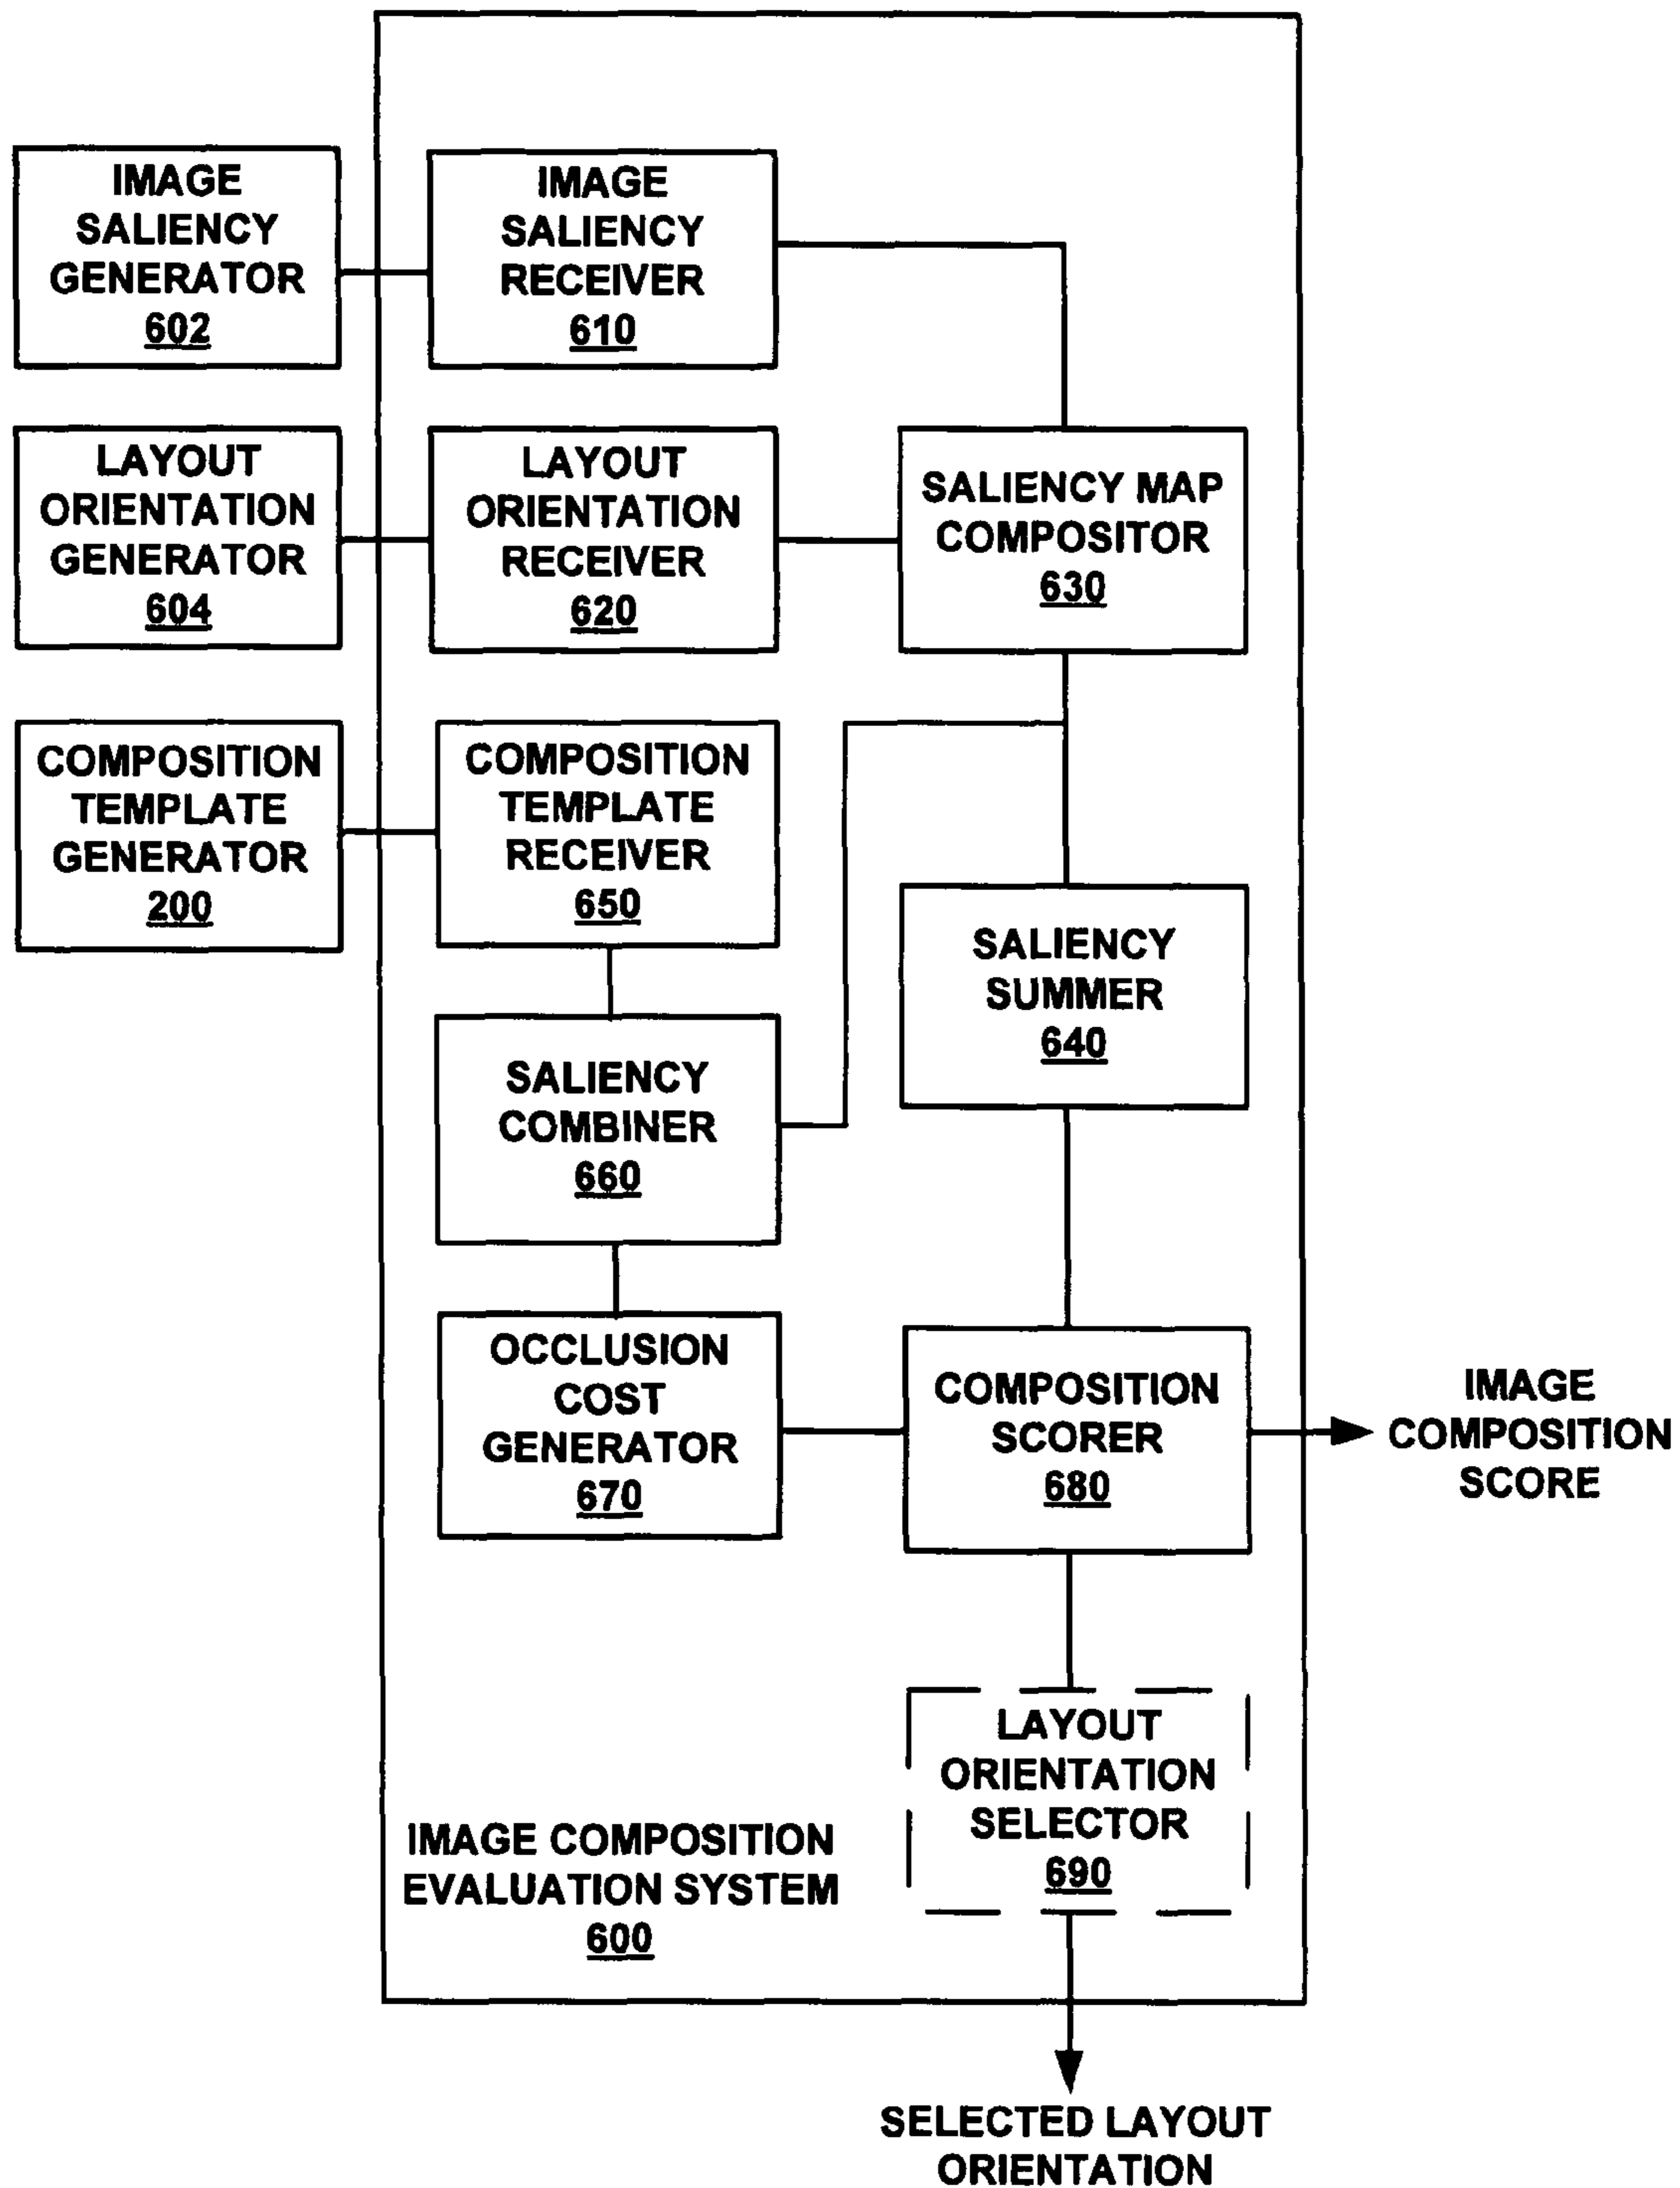 IMAGE
SALIENCY
GENERATOR
602
IMAGE
SALIENCY
RECEIVER
610
LAYOUT
ORIENTATION
GENERATOR
604
LAYOUT
ORIENTATION
RECEIVER
620
SALIENCY MAP
COMPOSITOR
630
COMPOSITION
TEMPLATE
GENERATOR
200
COMPOSITION
TEMPLATE
RECEIVER
650
SALIENCY
SUMMER
640
SALIENCY
COMBINER
660
OCCLUSION
COST
GENERATOR
670
COMPOSITION
SCORER
680
IMAGE
COMPOSITION
SCORE
LAYOUT
ORIENTATION
SELECTOR
690
IMAGE COMPOSITION
EVALUATION SYSTEM
600
SELECTED LAYOUT
ORIENTATION